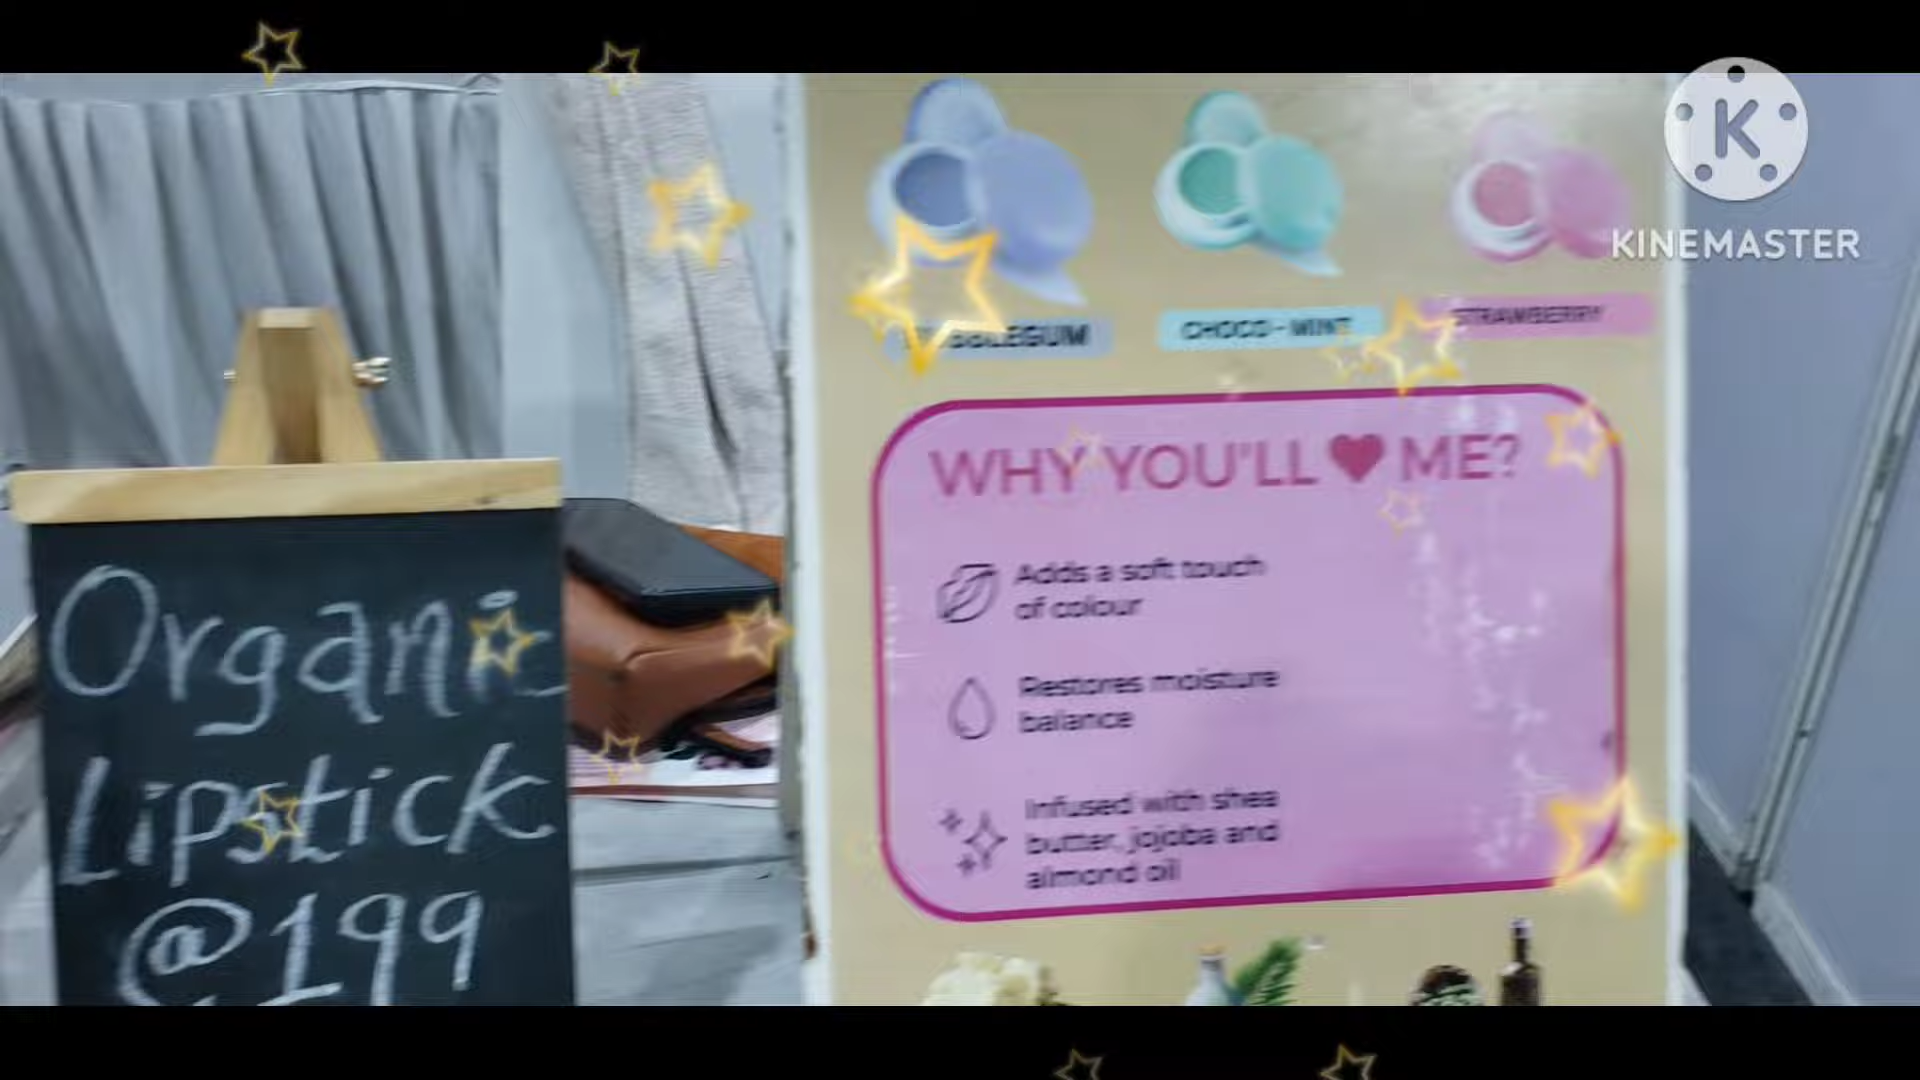 Organic
Lipstick
@199
BUBBLEGUM
CHOCO - MINT
STRAWBERRY
WHY YOU'LL ♥ ME?
Adds a soft touch
of colour
Restores moisture
balance
Infused with shea
butter, jojoba and
almond oil
K
KINEMASTER